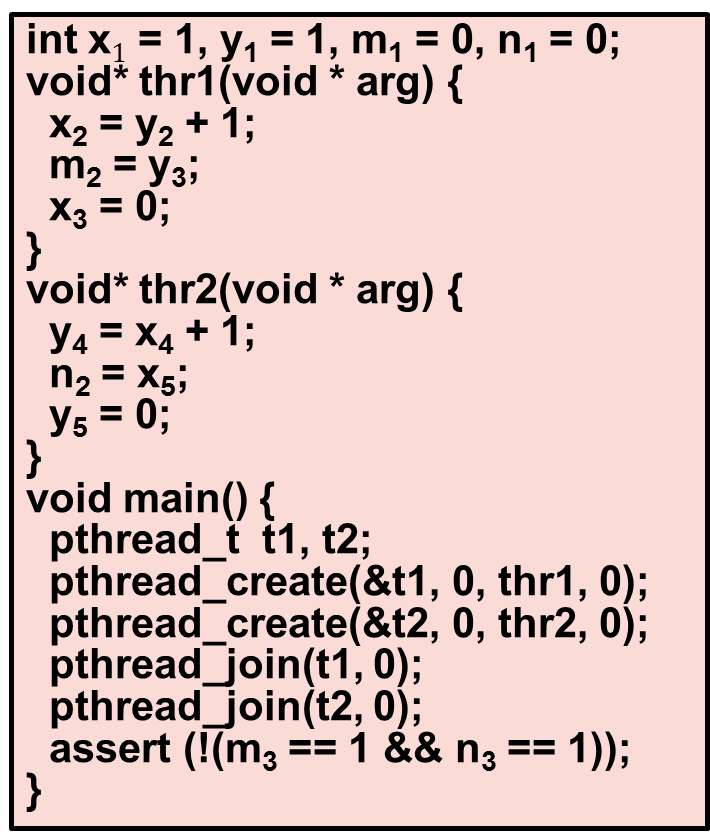 int x₁ = 1, y₁ = 1, m₁ = 0, n₁ = 0;
void* thr1(void * arg) {
x₂ = y₂ + 1;
m₂ = y₃;
x₃ = 0;
}
void* thr2(void * arg) {
y₄ = x₄ + 1;
n₂ = x₅;
y₅ = 0;
}
void main() {
pthread_t t1, t2;
pthread_create(&t1, 0, thr1, 0);
pthread_create(&t2, 0, thr2, 0);
pthread_join(t1, 0);
pthread_join(t2, 0);
assert (!(m₃ == 1 && n₃ == 1));
}